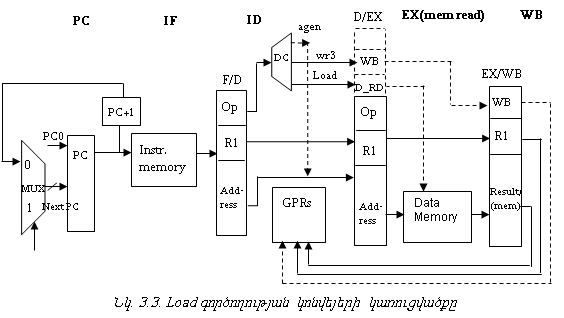 PC IF ID D/EX EX(mem read) WB
agen
DC
wr3
WB
EX/WB
F/D
Load
D_RD
WB
PC+1
Op
Op
PC0
PC
Instr.
memory
R1
R1
R1
0
MUX
1
Next PC
Add-
ress
GPRs
Add-
ress
Data
Memory
Result/
(mem)
Նկ. 3.3. Load գործողության կոնվեյերի կառուցվածքը